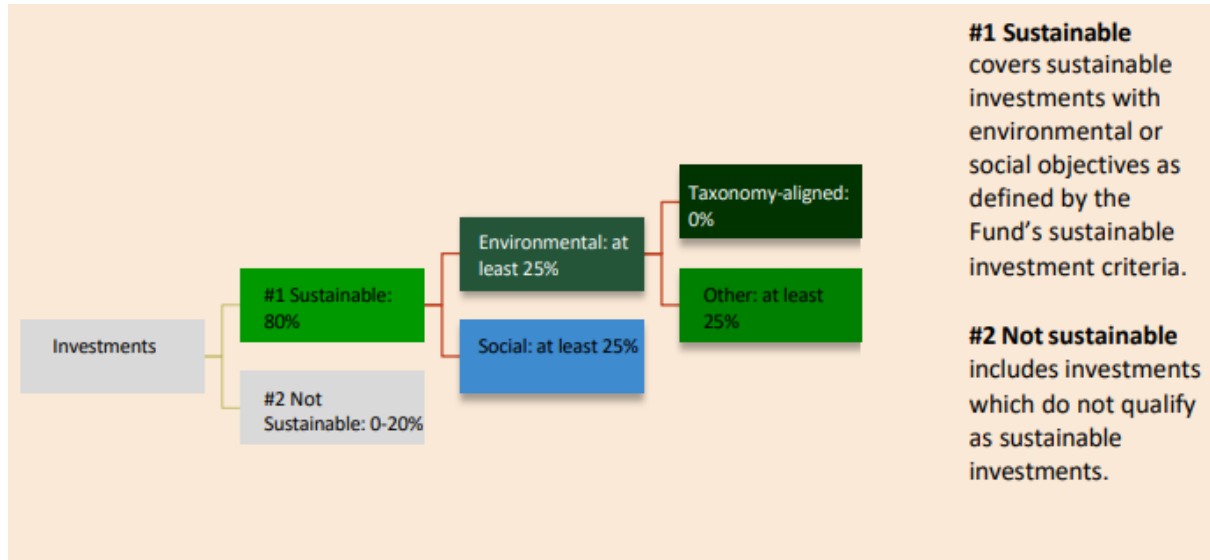 Investments
#1 Sustainable:
80%
#2 Not
Sustainable: 0-20%
Environmental: at
least 25%
Social: at least 25%
Taxonomy-aligned:
0%
Other: at least
25%
#1 Sustainable
covers sustainable
investments with
environmental or
social objectives as
defined by the
Fund’s sustainable
investment criteria.
#2 Not sustainable
includes investments
which do not qualify
as sustainable
investments.